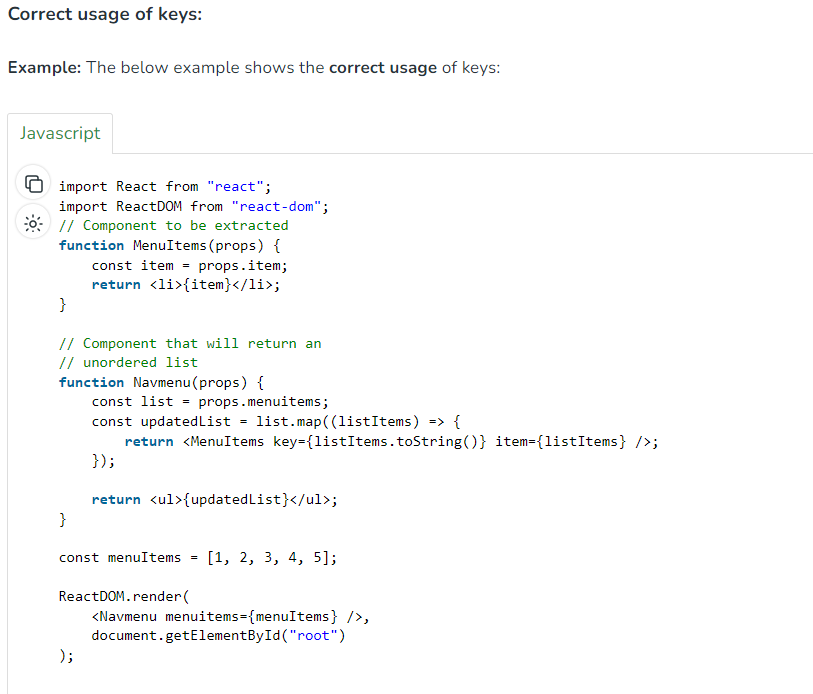 Correct usage of keys:
Example: The below example shows the correct usage of keys:
Javascript
import React from "react";
import ReactDOM from "react-dom";
// Component to be extracted
function MenuItems(props) {
    const item = props.item;
    return <li>{item}</li>;
}

// Component that will return an
// unordered list
function Navmenu(props) {
    const list = props.menuitems;
    const updatedList = list.map((listItems) => {
        return <MenuItems key={listItems.toString()} item={listItems} />;
    });

    return <ul>{updatedList}</ul>;
}

const menuItems = [1, 2, 3, 4, 5];

ReactDOM.render(
    <Navmenu menuitems={menuItems} />,
    document.getElementById("root")
);